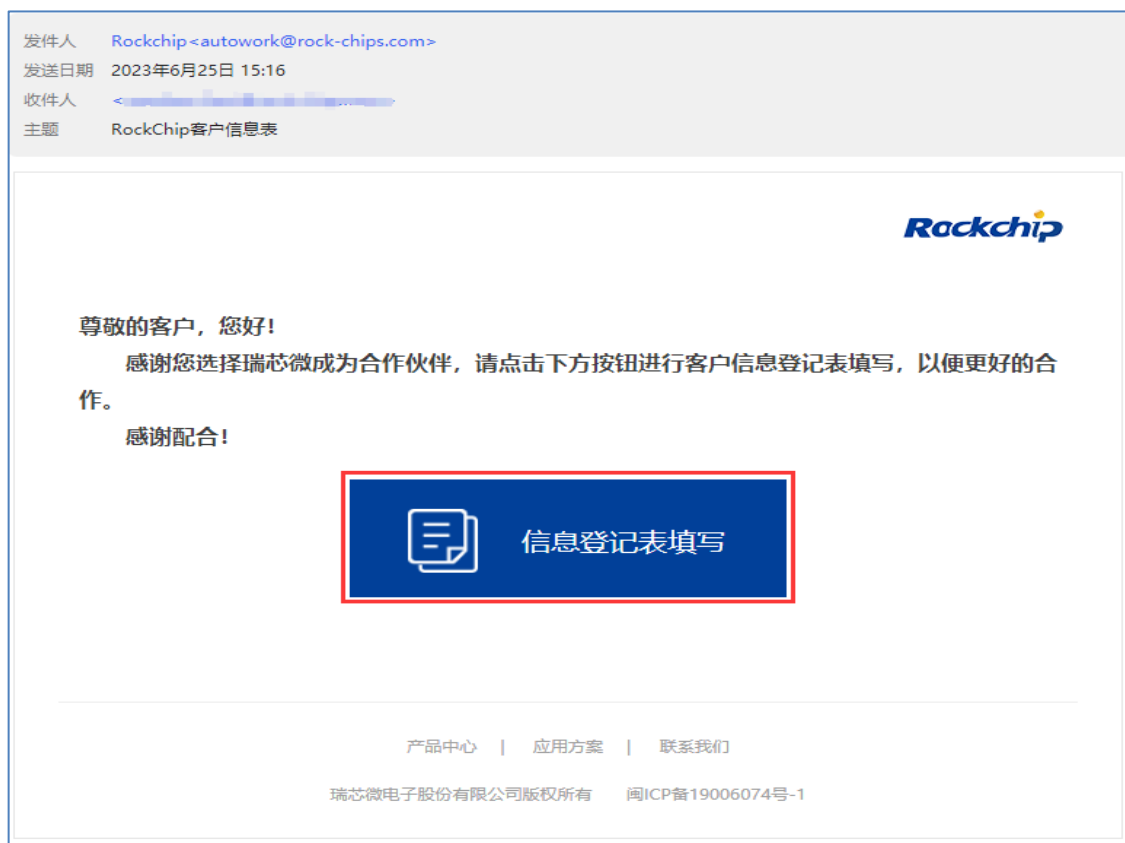 发件人 Rockchip<autowork@rock-chips.com>
发送日期 2023年6月25日 15:16
收件人
主题 RockChip客户信息表
Rockchip
尊敬的客户，您好！
感谢您选择瑞芯微成为合作伙伴，请点击下方按钮进行客户信息登记表填写，以便更好的合
作。
感谢配合！
信息登记表填写
产品中心 | 应用方案 | 联系我们
瑞芯微电子股份有限公司版权所有 闽ICP备19006074号-1